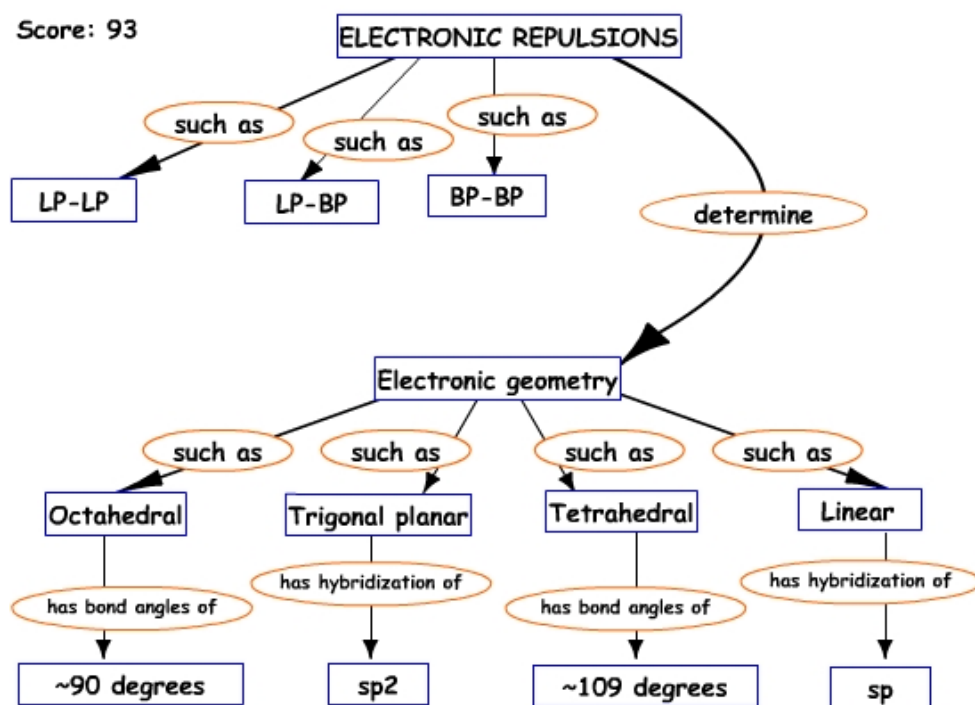 Score: 93
ELECTRONIC REPULSIONS
such as
such as
such as
LP-LP
LP-BP
BP-BP
determine
Electronic geometry
such as
such as
such as
such as
Octahedral
Trigonal planar
Tetrahedral
Linear
has bond angles of
has hybridization of
has bond angles of
has hybridization of
~90 degrees
sp2
~109 degrees
sp